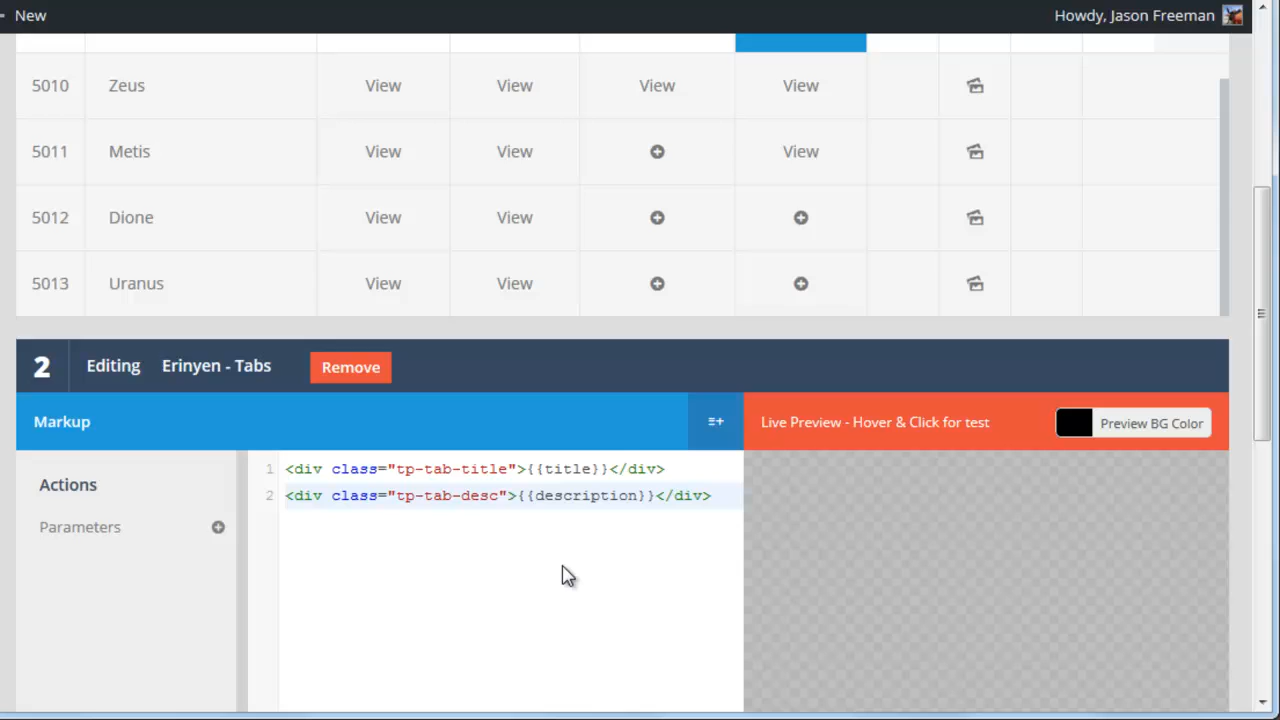 New
Howdy, Jason Freeman
5010 Zeus View View View View
5011 Metis View View View
5012 Dione View View
5013 Uranus View View
2 Editing Erinyen - Tabs Remove
Markup
Live Preview - Hover & Click for test
Preview BG Color
Actions
Parameters
1 <div class="tp-tab-title">{{title}}</div>
2 <div class="tp-tab-desc">{{description}}</div>